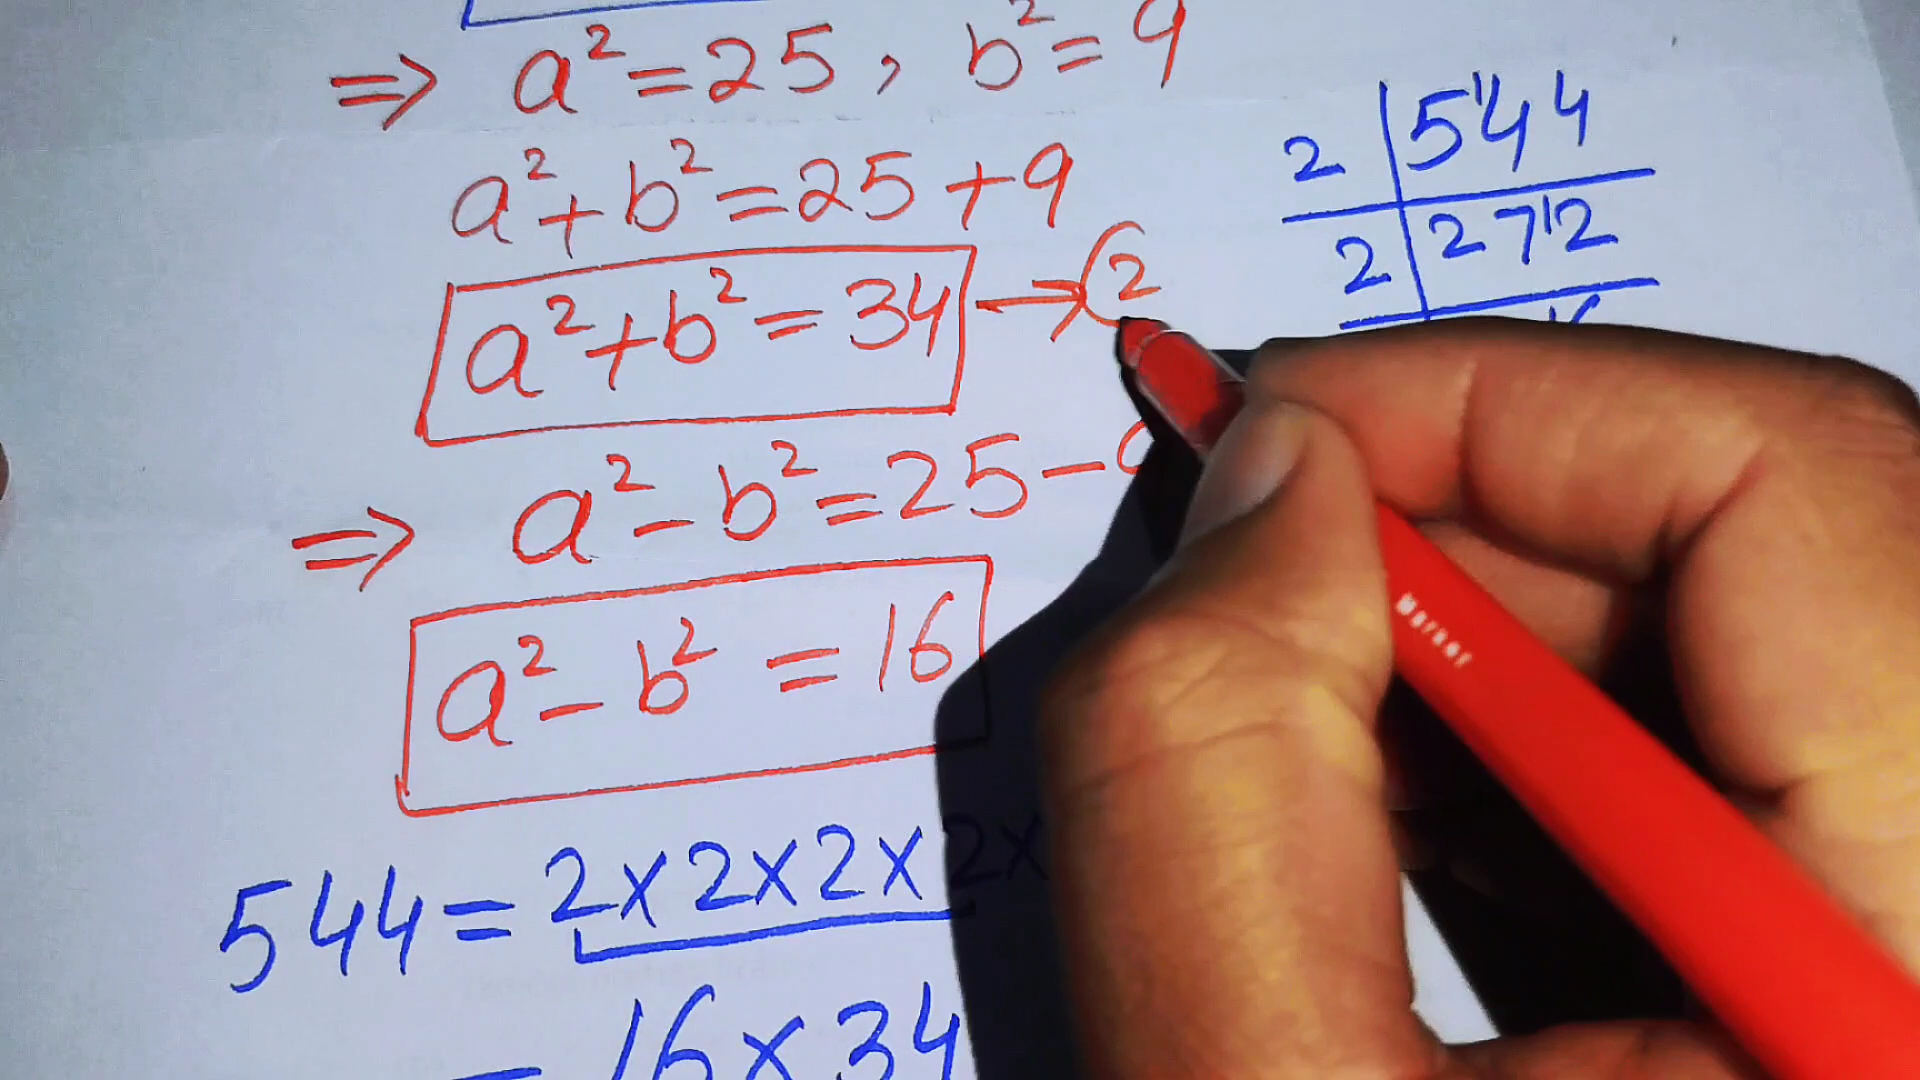 ⇒ a² = 25, b² = 9
a² + b² = 25 + 9
a² + b² = 34 → 2
⇒ a² - b² = 25 -
a² - b² = 16
544 = 2 × 2 × 2 × 2 ×
= 16 × 34
2 | 544
2 | 272
Marker